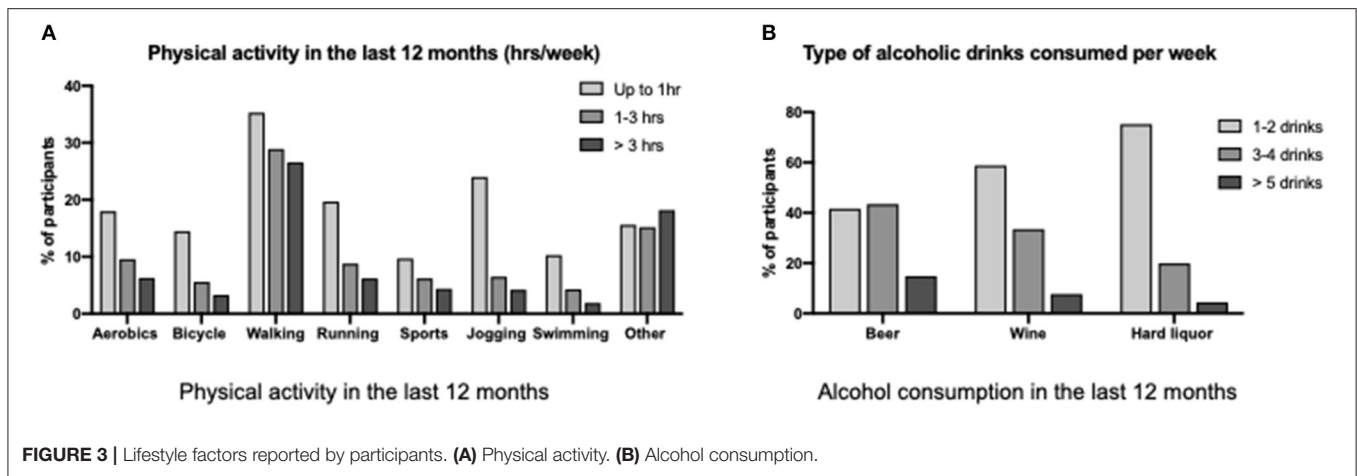 A
Physical activity in the last 12 months (hrs/week)
Up to 1hr
1-3 hrs
> 3 hrs
% of participants
40
30
20
10
0
Aerobics Bicycle Walking Running Sports Jogging Swimming Other
Physical activity in the last 12 months
B
Type of alcoholic drinks consumed per week
1-2 drinks
3-4 drinks
> 5 drinks
% of participants
80
60
40
20
0
Beer Wine Hard liquor
Alcohol consumption in the last 12 months
FIGURE 3 | Lifestyle factors reported by participants. (A) Physical activity. (B) Alcohol consumption.